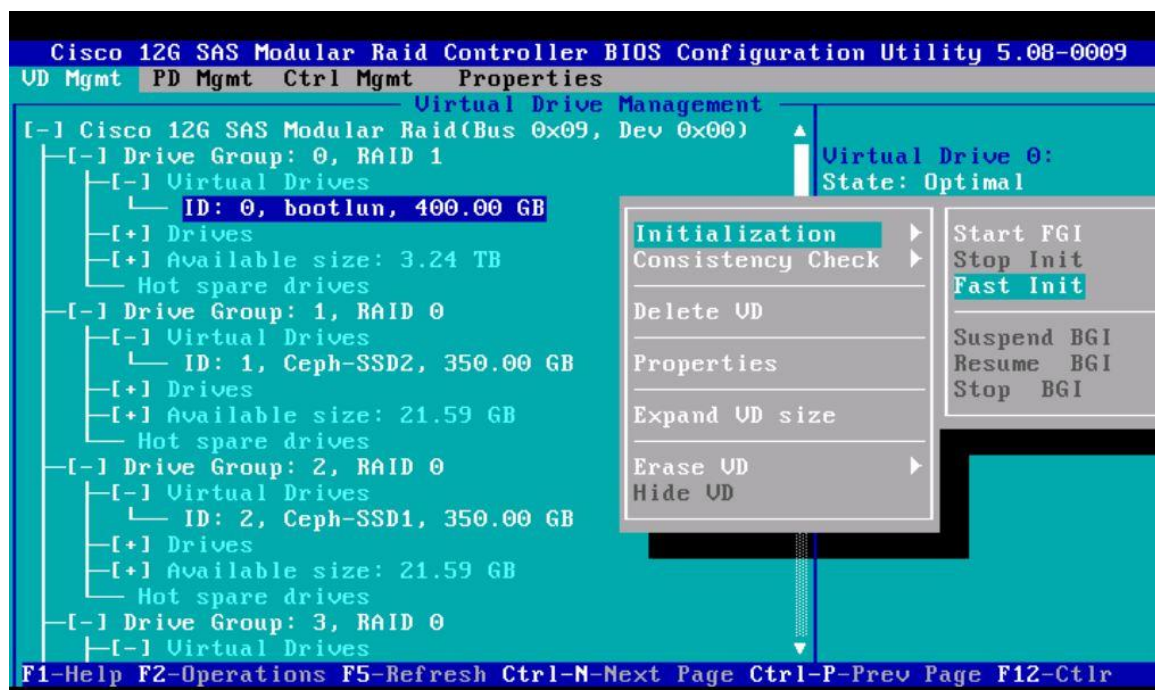 Cisco 12G SAS Modular Raid Controller BIOS Configuration Utility 5.08-0009
VD Mgmt PD Mgmt Ctrl Mgmt Properties
Virtual Drive Management
[-] Cisco 12G SAS Modular Raid(Bus 0x09, Dev 0x00)
[-] Drive Group: 0, RAID 1
[-] Virtual Drives
ID: 0, bootlun, 400.00 GB
[+] Drives
[+] Available size: 3.24 TB
Hot spare drives
[-] Drive Group: 1, RAID 0
[-] Virtual Drives
ID: 1, Ceph-SSD2, 350.00 GB
[+] Drives
[+] Available size: 21.59 GB
Hot spare drives
[-] Drive Group: 2, RAID 0
[-] Virtual Drives
ID: 2, Ceph-SSD1, 350.00 GB
[+] Drives
[+] Available size: 21.59 GB
Hot spare drives
[-] Drive Group: 3, RAID 0
[-] Virtual Drives
Virtual Drive 0:
State: Optimal
Initialization
Consistency Check
Delete VD
Properties
Expand VD size
Erase VD
Hide VD
Start FGI
Stop Init
Fast Init
Suspend BGI
Resume BGI
Stop BGI
F1-Help F2-Operations F5-Refresh Ctrl-N-Next Page Ctrl-P-Prev Page F12-Ctlr